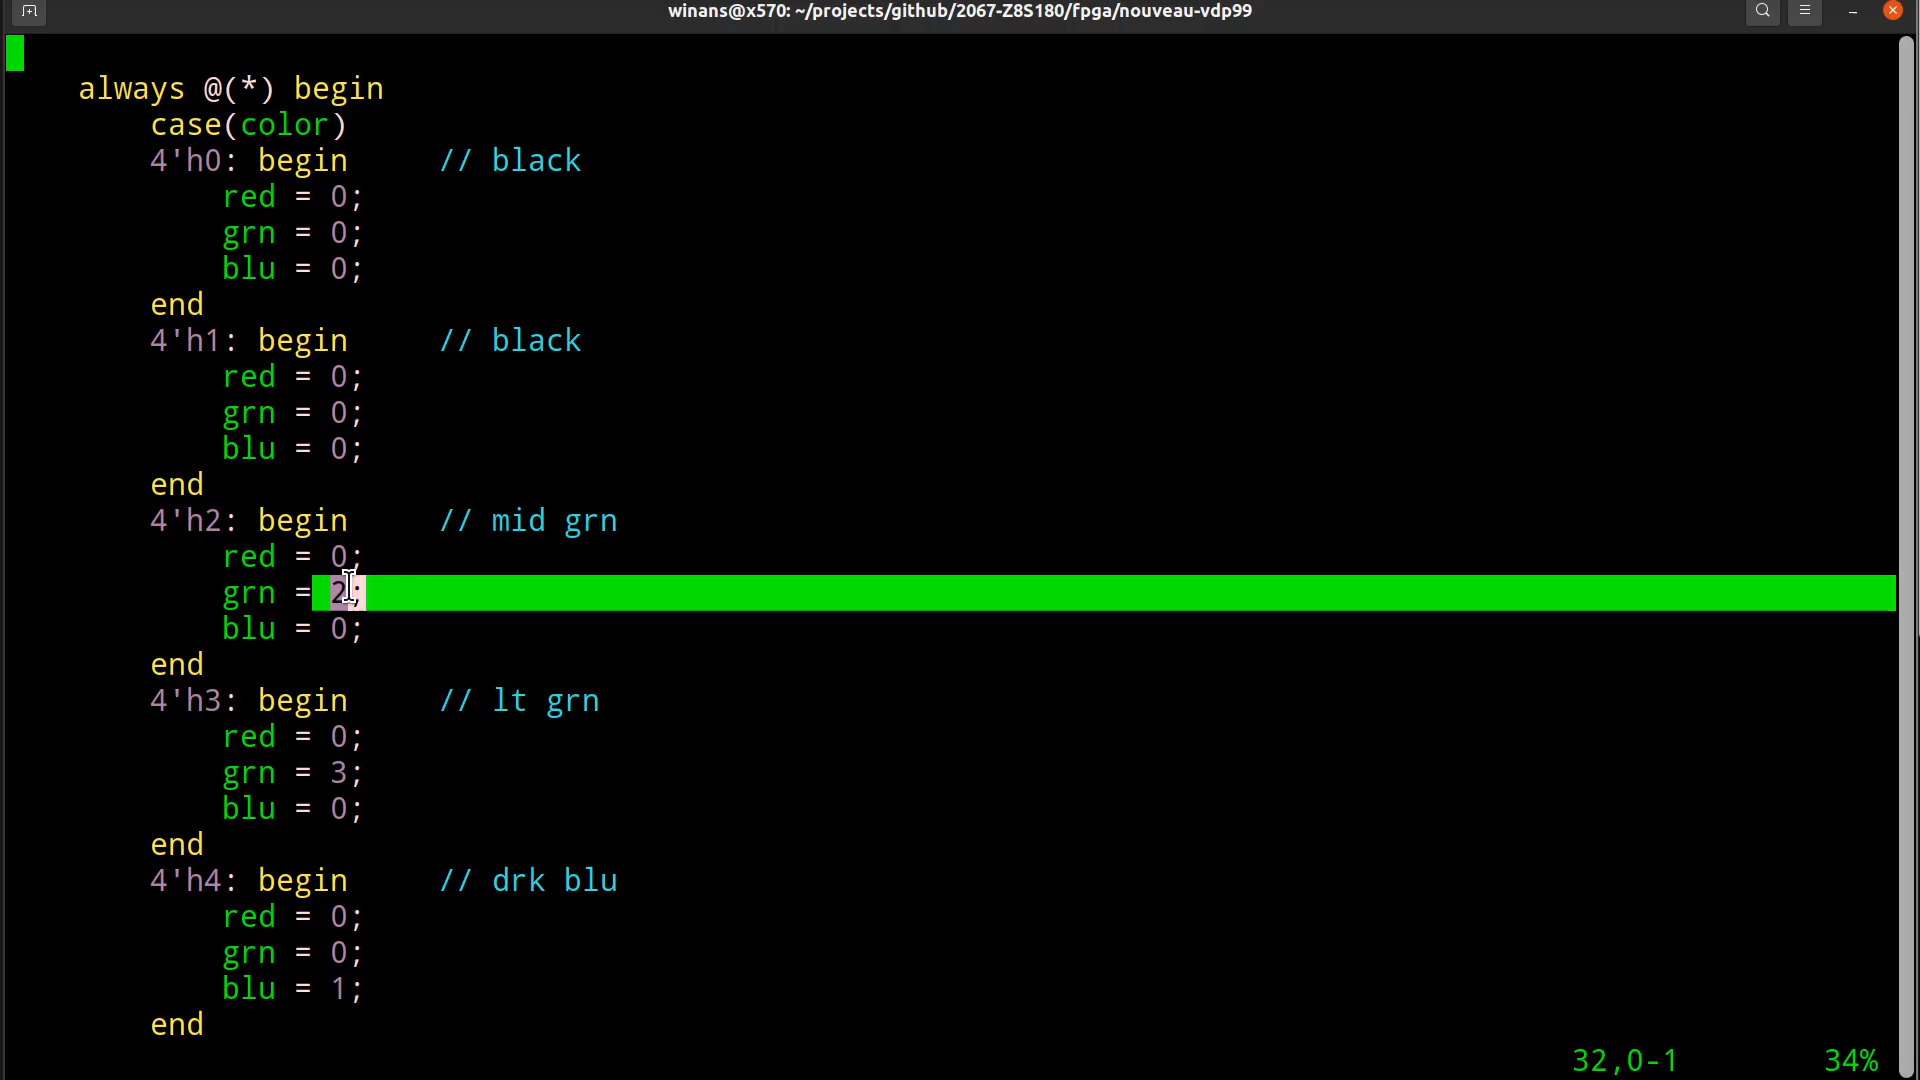 winans@x570: ~/projects/github/2067-Z8S180/fpga/nouveau-vdp99
always @(*) begin
case(color)
4'h0: begin // black
red = 0;
grn = 0;
blu = 0;
end
4'h1: begin // black
red = 0;
grn = 0;
blu = 0;
end
4'h2: begin // mid grn
red = 0;
grn = 2;
blu = 0;
end
4'h3: begin // lt grn
red = 0;
grn = 3;
blu = 0;
end
4'h4: begin // drk blu
red = 0;
grn = 0;
blu = 1;
end
32,0-1 34%